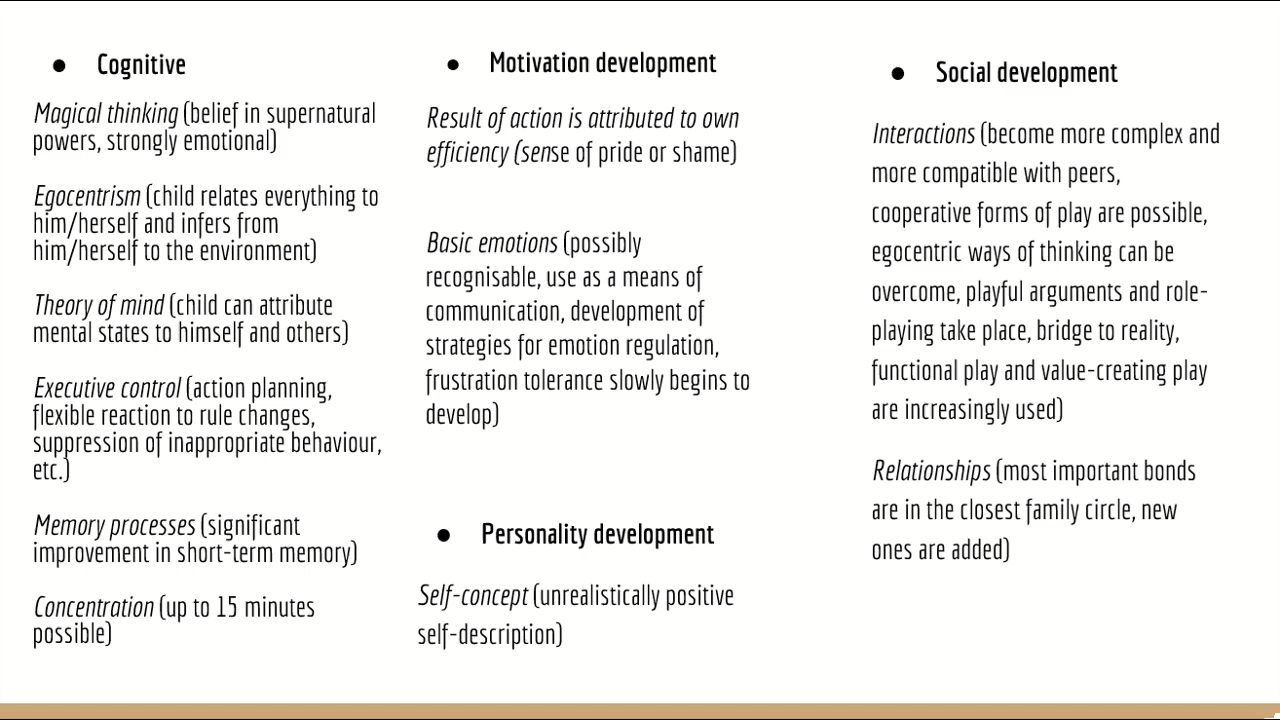 ● Cognitive
Magical thinking (belief in supernatural
powers, strongly emotional)
Egocentrism (child relates everything to
him/herself and infers from
him/herself to the environment)
Theory of mind (child can attribute
mental states to himself and others)
Executive control (action planning,
flexible reaction to rule changes,
suppression of inappropriate behaviour,
etc.)
Memory processes (significant
improvement in short-term memory)
Concentration (up to 15 minutes
possible)
● Motivation development
Result of action is attributed to own
efficiency (sense of pride or shame)
Basic emotions (possibly
recognisable, use as a means of
communication, development of
strategies for emotion regulation,
frustration tolerance slowly begins to
develop)
● Personality development
Self-concept (unrealistically positive
self-description)
● Social development
Interactions (become more complex and
more compatible with peers,
cooperative forms of play are possible,
egocentric ways of thinking can be
overcome, playful arguments and role-
playing take place, bridge to reality,
functional play and value-creating play
are increasingly used)
Relationships (most important bonds
are in the closest family circle, new
ones are added)